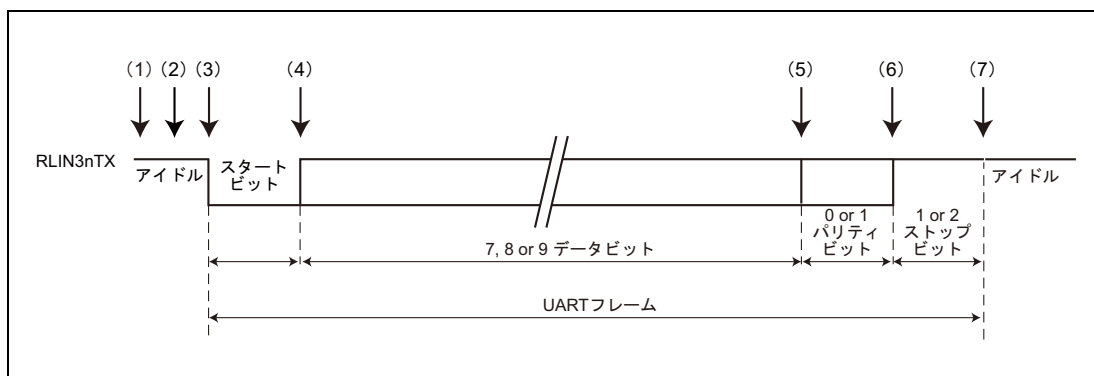 (1) (2) (3) (4) (5) (6) (7)
RLIN3nTX
アイドル
スタート
ビット
アイドル
7, 8 or 9 データビット
0 or 1
パリティ
ビット
1 or 2
ストップ
ビット
UARTフレーム